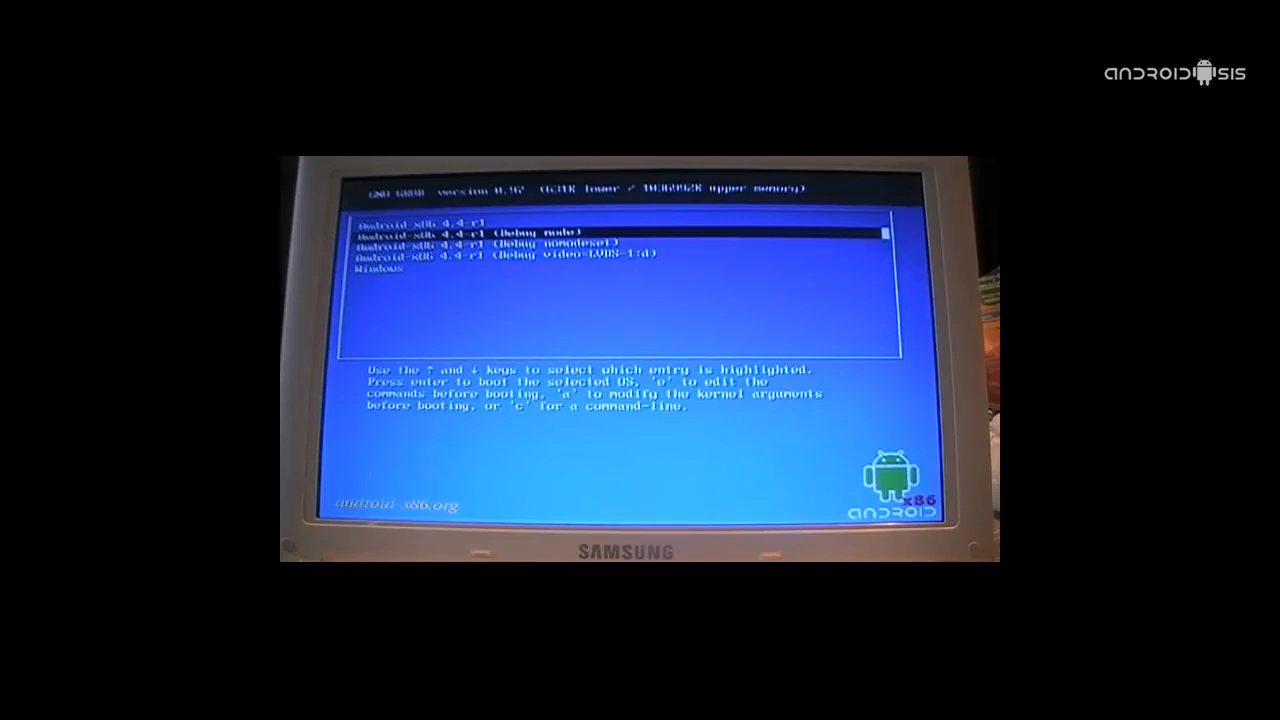 ANDROIDSIS
GNU GRUB version 0.97 (631K lower / 1036992K upper memory)
Android-x86 4.4-r1
Android-x86 4.4-r1 (Debug mode)
Android-x86 4.4-r1 (Debug nomodeset)
Android-x86 4.4-r1 (Debug video=LVDS-1:d)
Windows
Use the ↑ and ↓ keys to select which entry is highlighted.
Press enter to boot the selected OS, 'e' to edit the
commands before booting, 'a' to modify the kernel arguments
before booting, or 'c' for a command-line.
android-x86.org
x86
ANDROID
SAMSUNG